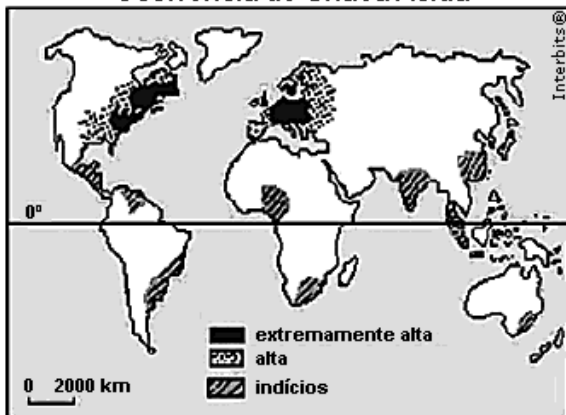 Interbits®
0°
extremamente alta
alta
indícios
0 2000 km